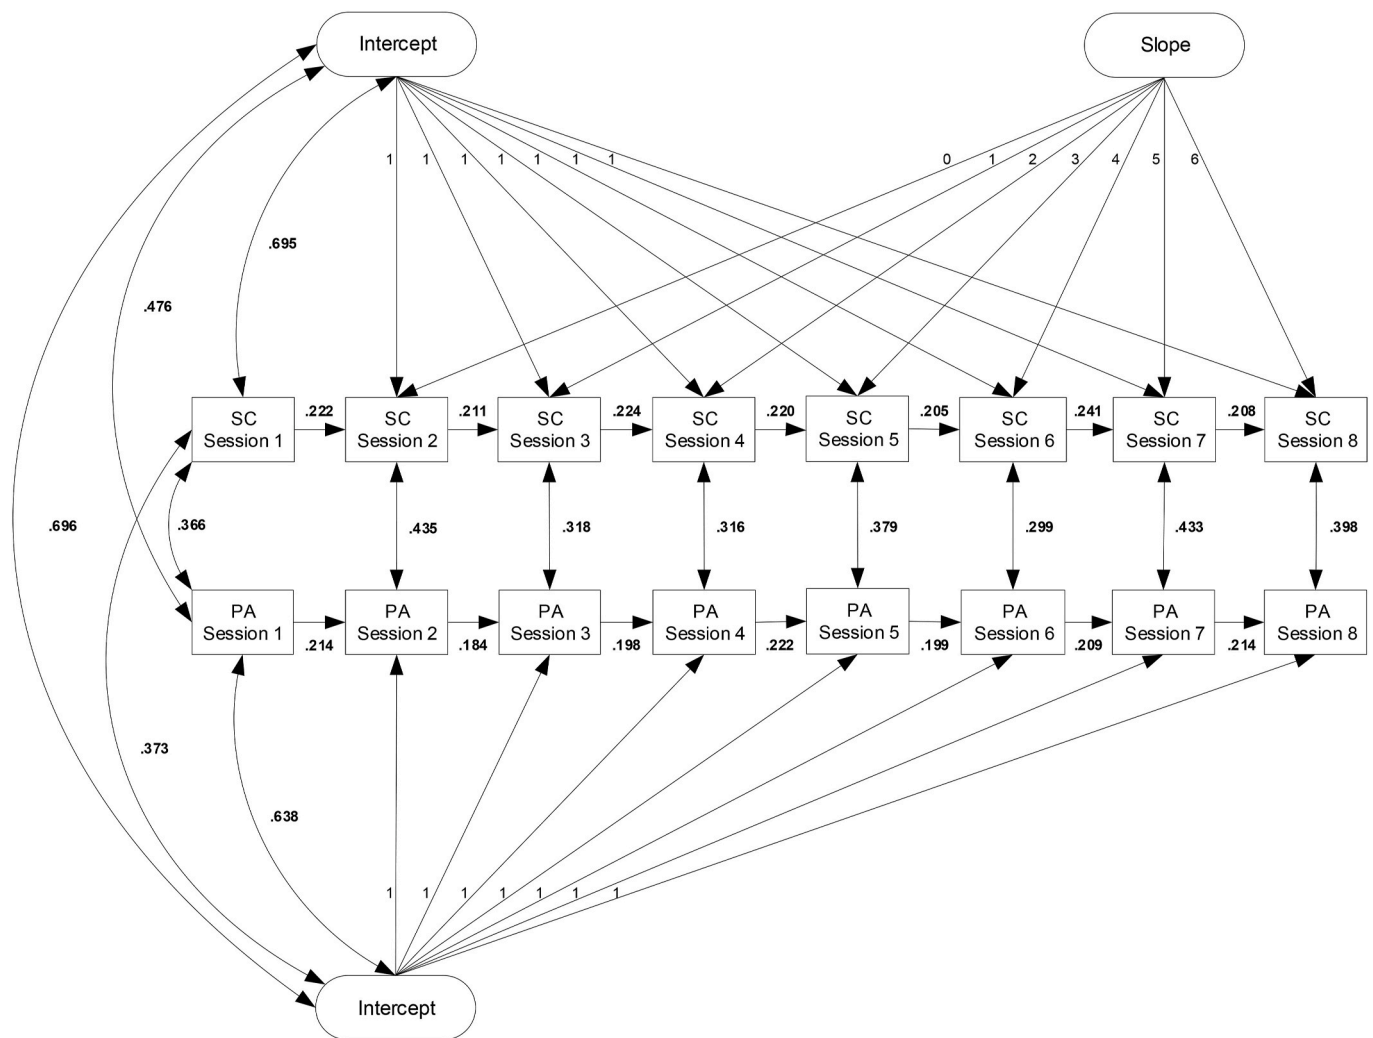 Intercept
Slope
1 1 1 1 1 1 1
0 1 2 3 4 5 6
.695
.476
.222 .211 .224 .220 .205 .241 .208
SC
Session 1
SC
Session 2
SC
Session 3
SC
Session 4
SC
Session 5
SC
Session 6
SC
Session 7
SC
Session 8
.696
.366
.435
.318
.316
.379
.299
.433
.398
PA
Session 1
PA
Session 2
PA
Session 3
PA
Session 4
PA
Session 5
PA
Session 6
PA
Session 7
PA
Session 8
.214 .184 .198 .222 .199 .209 .214
.373
.638
1 1 1 1 1 1 1
Intercept